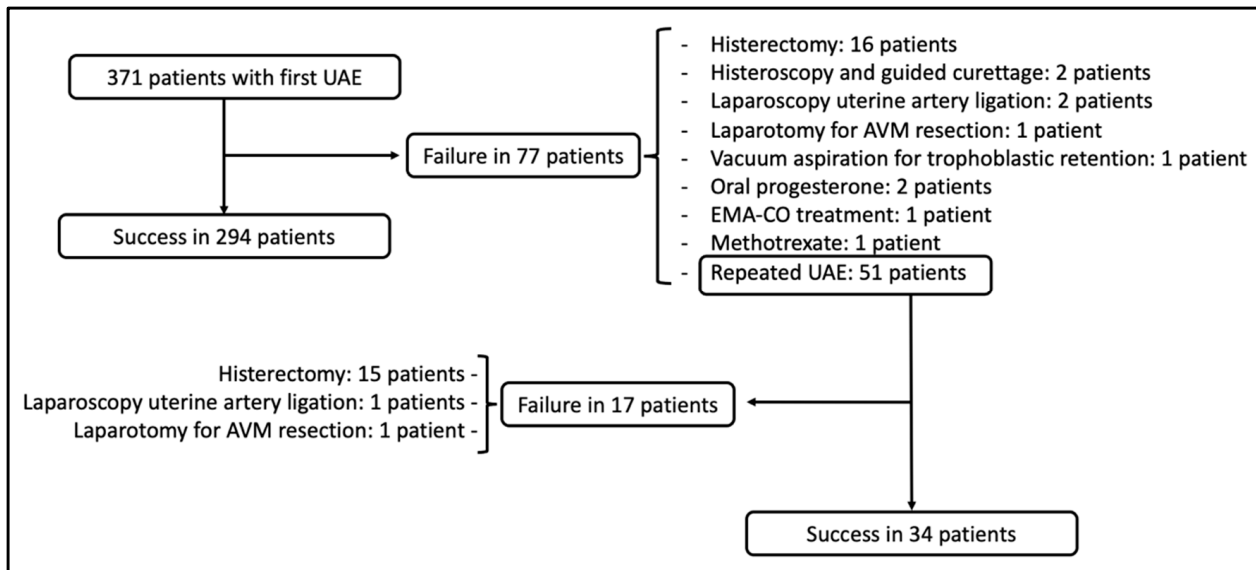 371 patients with first UAE
Failure in 77 patients
Success in 294 patients
- Histerectomy: 16 patients
- Histeroscopy and guided curettage: 2 patients
- Laparoscopy uterine artery ligation: 2 patients
- Laparotomy for AVM resection: 1 patient
- Vacuum aspiration for trophoblastic retention: 1 patient
- Oral progesterone: 2 patients
- EMA-CO treatment: 1 patient
- Methotrexate: 1 patient
- Repeated UAE: 51 patients
Histerectomy: 15 patients -
Laparoscopy uterine artery ligation: 1 patients -
Laparotomy for AVM resection: 1 patient -
Failure in 17 patients
Success in 34 patients